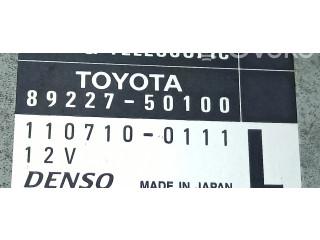 TOYOTA
89227-50100
110710-0111
12V
L
DENSO MADE IN JAPAN